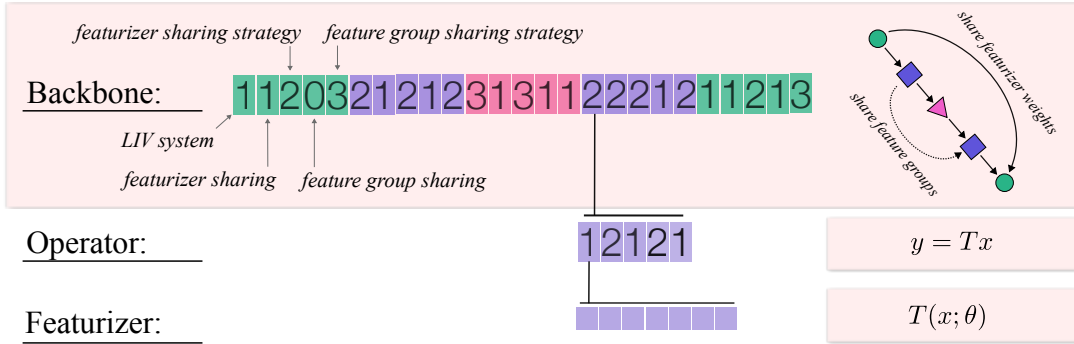 featurizer sharing strategy
feature group sharing strategy
Backbone:
1120321212313112221211213
LIV system
featurizer sharing
feature group sharing
share featurizer weights
share feature groups
Operator:
12121
y = Tx
Featurizer:
T(x; θ)